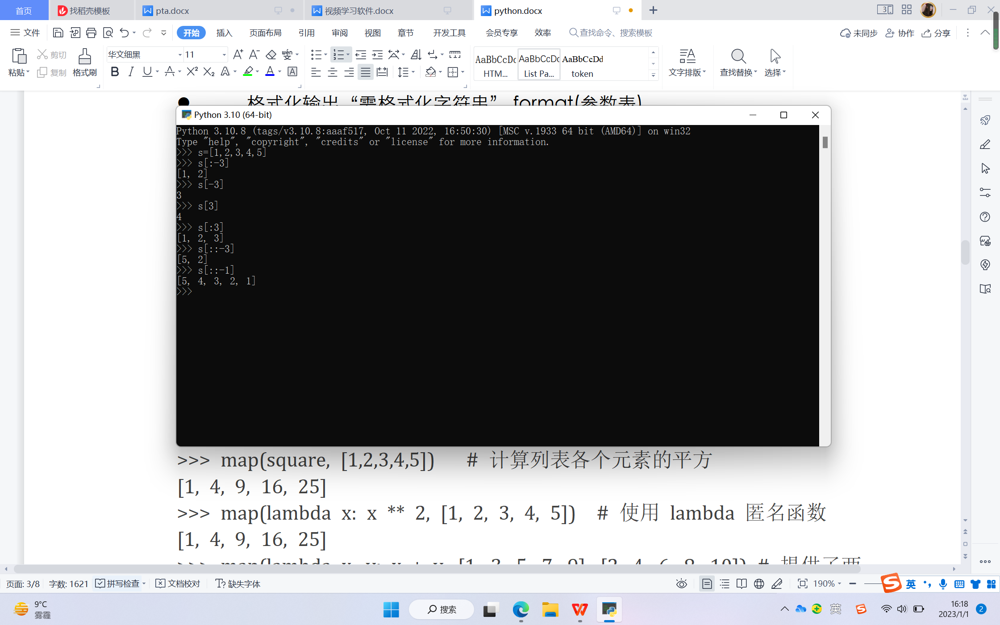 首页 找稻壳模板 pta.docx 视频学习软件.docx python.docx
文件 开始 插入 页面布局 引用 审阅 视图 章节 开发工具 会员专享 效率 查找命令、搜索模板 未同步 协作 分享
粘贴 剪切 复制 格式刷 华文细黑 11
AaBbCcDc AaBbCcDc AaBbCcDd
HTM... List Pa... token
文字排版 查找替换 选择
● 格式化输出 “需格式化字符串” format(参数表)
Python 3.10 (64-bit)
Python 3.10.8 (tags/v3.10.8:aaaf517, Oct 11 2022, 16:50:30) [MSC v.1933 64 bit (AMD64)] on win32
Type "help", "copyright", "credits" or "license" for more information.
>>> s=[1,2,3,4,5]
>>> s[:-3]
[1, 2]
>>> s[-3]
3
>>> s[3]
4
>>> s[:3]
[1, 2, 3]
>>> s[::-3]
[5, 2]
>>> s[::-1]
[5, 4, 3, 2, 1]
>>>
>>> map(square, [1,2,3,4,5]) # 计算列表各个元素的平方
[1, 4, 9, 16, 25]
>>> map(lambda x: x ** 2, [1, 2, 3, 4, 5]) # 使用 lambda 匿名函数
[1, 4, 9, 16, 25]
>>> map(lambda x, y: x + y, [1, 3, 5, 7, 9], [2, 4, 6, 8, 10]) # 提供了两
页面: 3/8 字数: 1621 拼写检查 文档校对 缺失字体 190% 英
9°C
雾霾
搜索
英
16:18
2023/1/1
2